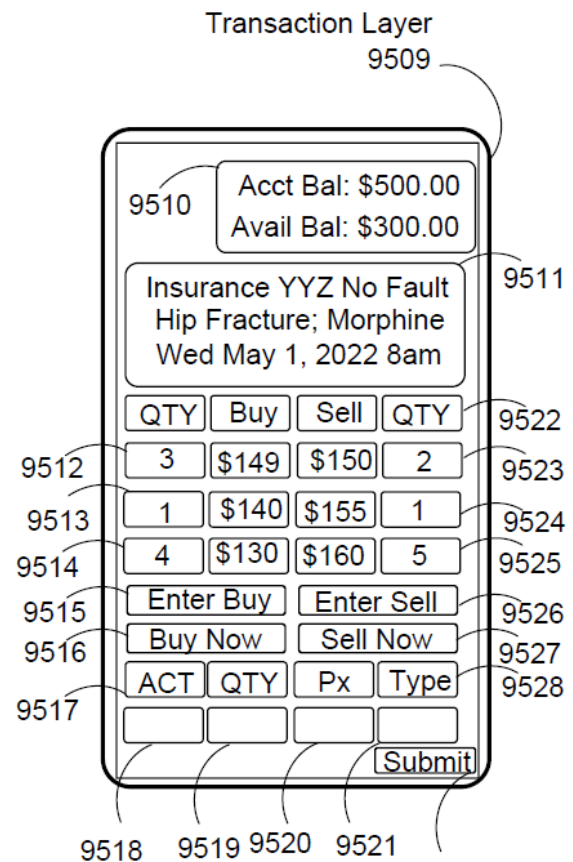 Transaction Layer
9509
9510
Acct Bal: $500.00
Avail Bal: $300.00
9511
Insurance YYZ No Fault
Hip Fracture; Morphine
Wed May 1, 2022 8am
QTY Buy Sell QTY 9522
9512 3 $149 $150 2 9523
9513 1 $140 $155 1 9524
9514 4 $130 $160 5 9525
9515 Enter Buy Enter Sell 9526
9516 Buy Now Sell Now 9527
9517 ACT QTY Px Type 9528
Submit
9518 9519 9520 9521